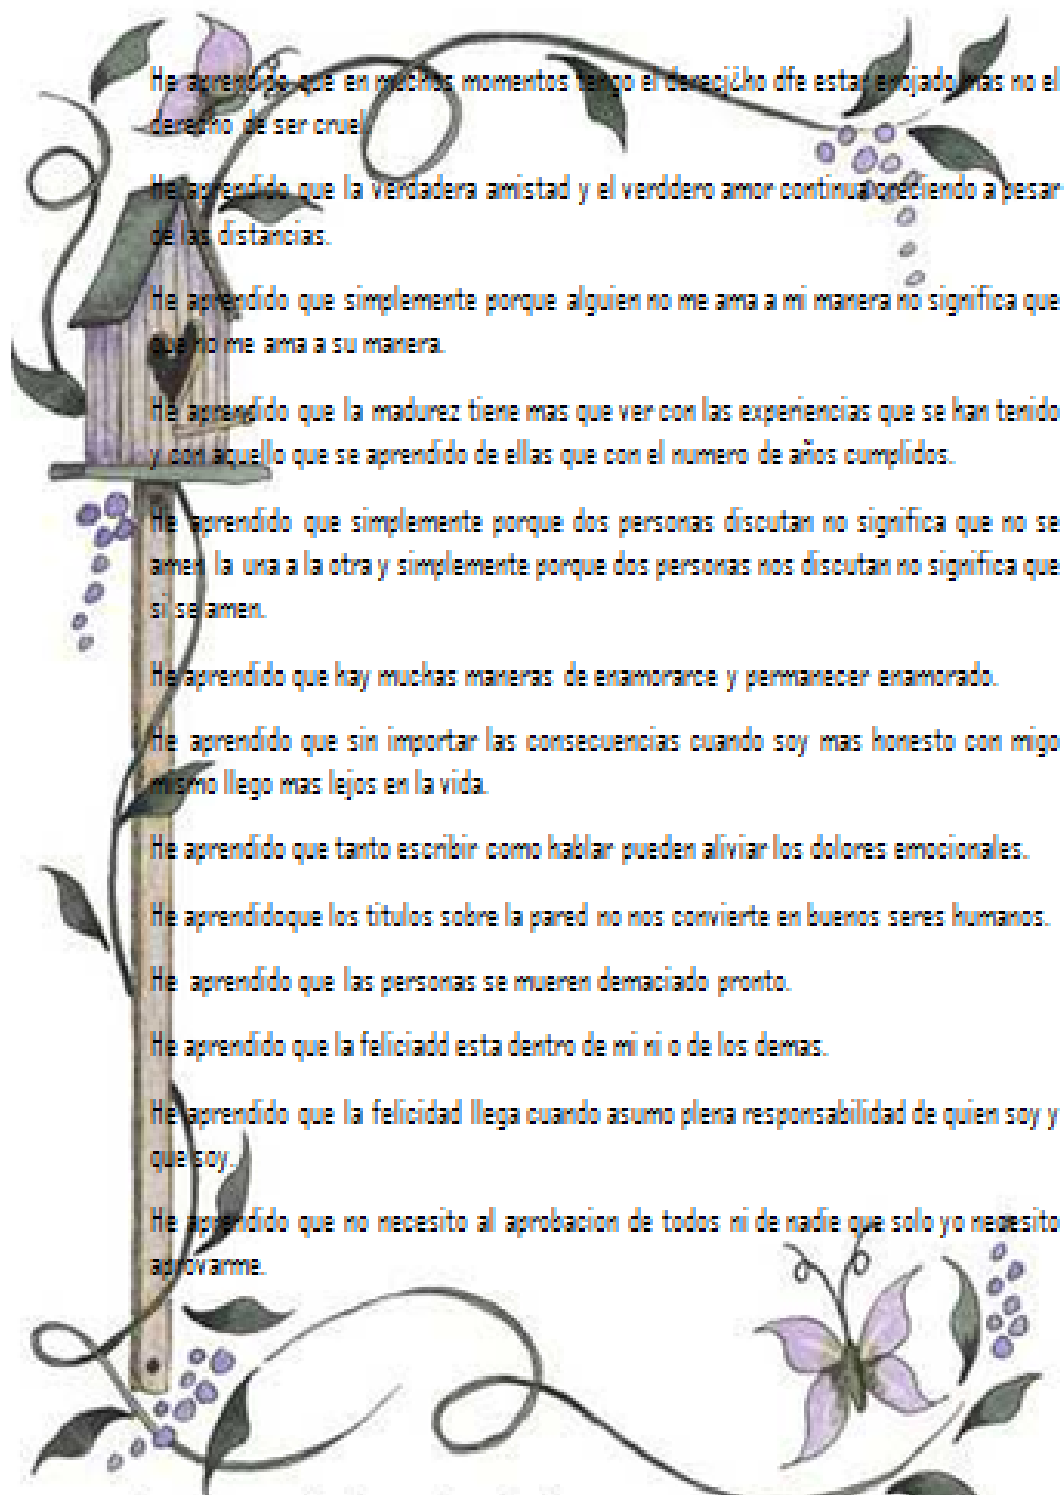 He aprendido que en muchos momentos tengo el derecj¿ho dfe estar enojado mas no el
derecho de ser cruel.
He aprendido que la verdadera amistad y el verddero amor continua creciendo a pesar
de las distancias.
He aprendido que simplemente porque alguien no me ama a mi manera no significa que
que no me ama a su manera.
He aprendido que la madurez tiene mas que ver con las experiencias que se han tenido
y con aquello que se aprendido de ellas que con el numero de años cumplidos.
He aprendido que simplemente porque dos personas discutan no significa que no se
amen la una a la otra y simplemente porque dos personas nos discutan no significa que
si se amen.
He aprendido que hay muchas maneras de enamorarce y permanecer enamorado.
He aprendido que sin importar las consecuencias cuando soy mas honesto con migo
mismo llego mas lejos en la vida.
He aprendido que tanto escribir como hablar pueden aliviar los dolores emocionales.
He aprendidoque los titulos sobre la pared no nos convierte en buenos seres humanos.
He aprendido que las personas se mueren demaciado pronto.
He aprendido que la feliciadd esta dentro de mi ni o de los demas.
He aprendido que la felicidad llega cuando asumo plena responsabilidad de quien soy y
que soy.
He aprendido que no necesito al aprobacion de todos ni de nadie que solo yo necesito
aprovarme.